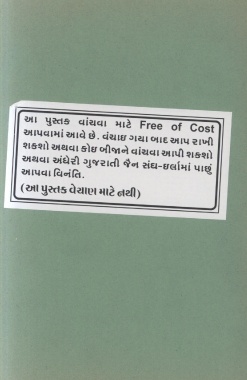 આ પુસ્તક વાંચવા માટે Free of Cost
આપવામાં આવે છે. વંચાઇ ગયા બાદ આપ રાખી
શકશો અથવા કોઇ બીજાને વાંચવા આપી શકશો
અથવા અંધેરી ગુજરાતી જૈન સંઘ-ઇર્લામાં પાછું
આપવા વિનંતિ.
(આ પુસ્તક વેચાણ માટે નથી)